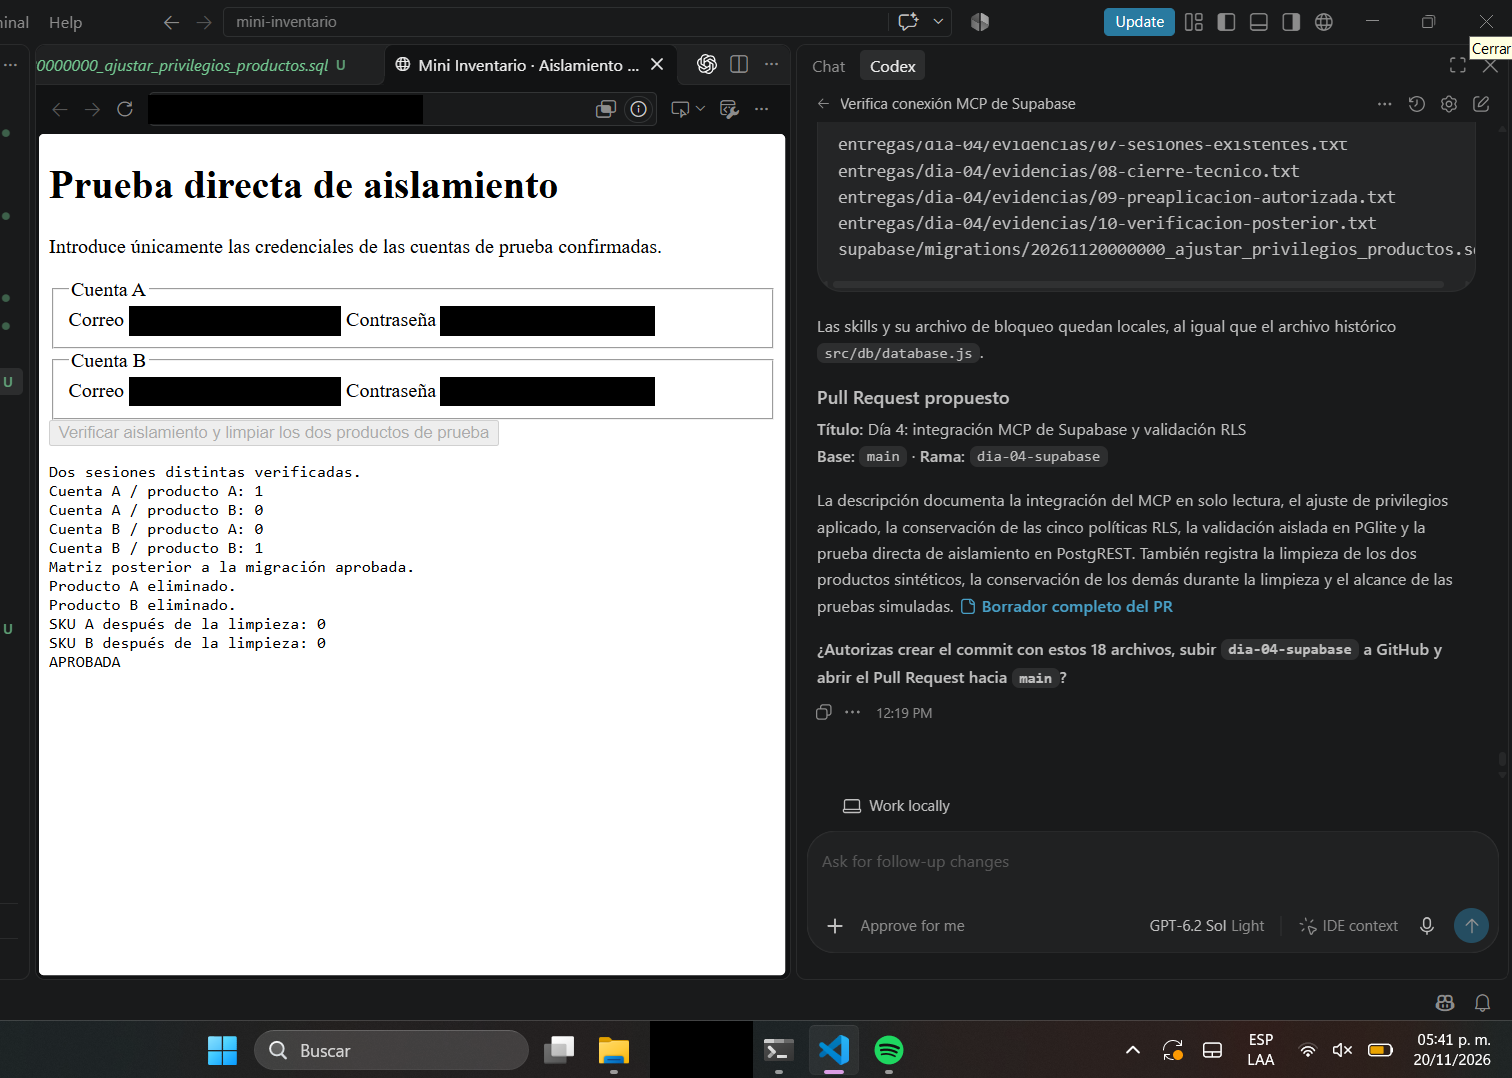 Help
mini-inventario
Update
Cerrar
0000000_ajustar_privilegios_productos.sql U
Mini Inventario · Aislamiento ...
Chat
Codex
Verifica conexión MCP de Supabase
Prueba directa de aislamiento
Introduce únicamente las credenciales de las cuentas de prueba confirmadas.
Cuenta A
Correo
Contraseña
Cuenta B
Correo
Contraseña
Verificar aislamiento y limpiar los dos productos de prueba
Dos sesiones distintas verificadas.
Cuenta A / producto A: 1
Cuenta A / producto B: 0
Cuenta B / producto A: 0
Cuenta B / producto B: 1
Matriz posterior a la migración aprobada.
Producto A eliminado.
Producto B eliminado.
SKU A después de la limpieza: 0
SKU B después de la limpieza: 0
APROBADA
U
U
entregas/dia-04/evidencias/07-sesiones-existentes.txt
entregas/dia-04/evidencias/08-cierre-tecnico.txt
entregas/dia-04/evidencias/09-preaplicacion-autorizada.txt
entregas/dia-04/evidencias/10-verificacion-posterior.txt
supabase/migrations/20261120000000_ajustar_privilegios_productos.s
Las skills y su archivo de bloqueo quedan locales, al igual que el archivo histórico
src/db/database.js.
Pull Request propuesto
Título: Día 4: integración MCP de Supabase y validación RLS
Base: main · Rama: dia-04-supabase
La descripción documenta la integración del MCP en solo lectura, el ajuste de privilegios
aplicado, la conservación de las cinco políticas RLS, la validación aislada en PGlite y la
prueba directa de aislamiento en PostgREST. También registra la limpieza de los dos
productos sintéticos, la conservación de los demás durante la limpieza y el alcance de las
pruebas simuladas. Borrador completo del PR
¿Autorizas crear el commit con estos 18 archivos, subir dia-04-supabase a GitHub y
abrir el Pull Request hacia main?
12:19 PM
Work locally
Ask for follow-up changes
Approve for me
GPT-6.2 Sol Light
IDE context
Buscar
ESP
LAA
05:41 p. m.
20/11/2026